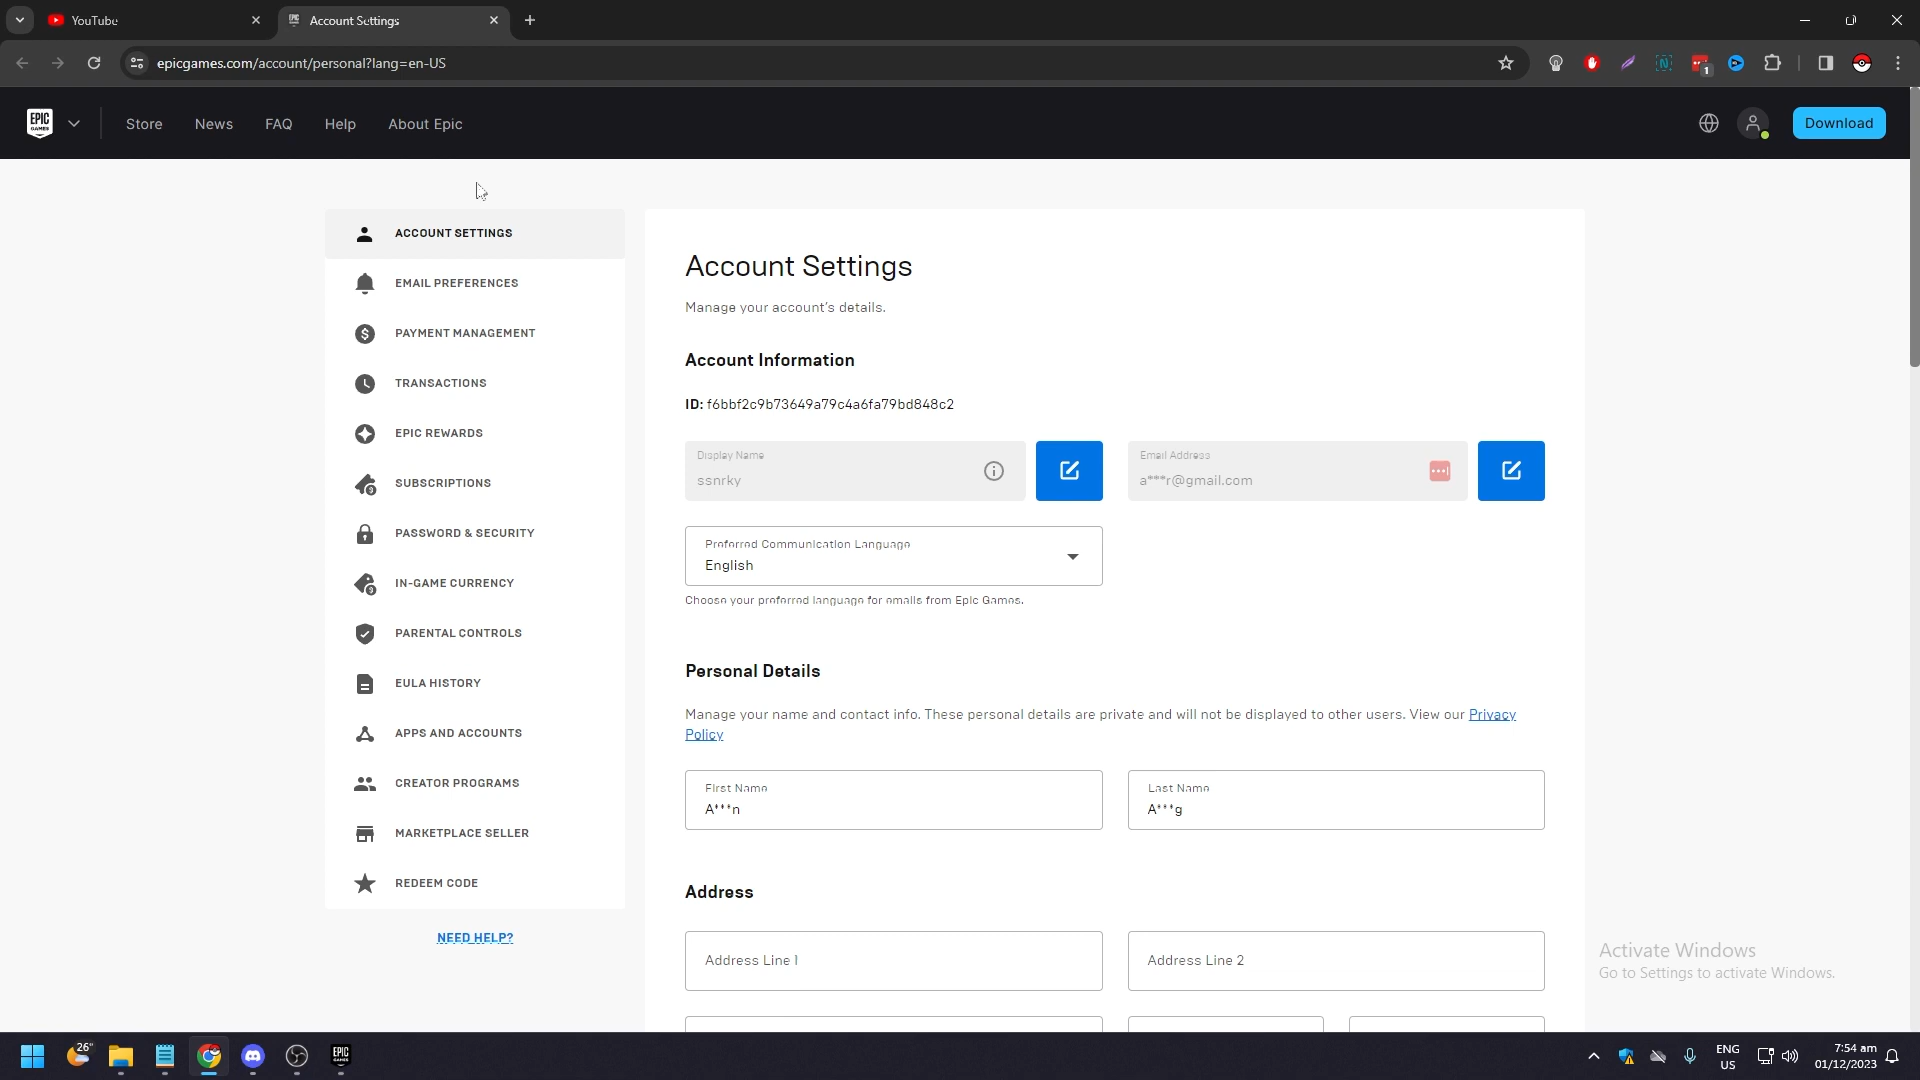 YouTube
Account Settings
epicgames.com/account/personal?lang=en-US
1
EPIC GAMES
Store
News
FAQ
Help
About Epic
Download
ACCOUNT SETTINGS
EMAIL PREFERENCES
PAYMENT MANAGEMENT
TRANSACTIONS
EPIC REWARDS
SUBSCRIPTIONS
PASSWORD & SECURITY
IN-GAME CURRENCY
PARENTAL CONTROLS
EULA HISTORY
APPS AND ACCOUNTS
CREATOR PROGRAMS
MARKETPLACE SELLER
REDEEM CODE
NEED HELP?
Account Settings
Manage your account's details.
Account Information
ID: f6bbf2c9b73649a79c4a6fa79bd848c2
Display Name
ssnrky
Email Address
a***r@gmail.com
Preferred Communication Language
English
Choose your preferred language for emails from Epic Games.
Personal Details
Manage your name and contact info. These personal details are private and will not be displayed to other users. View our Privacy
Policy
First Name
A***n
Last Name
A***g
Address
Address Line 1
Address Line 2
Activate Windows
Go to Settings to activate Windows.
26°
EPIC GAMES
ENG
US
7:54 am
01/12/2023